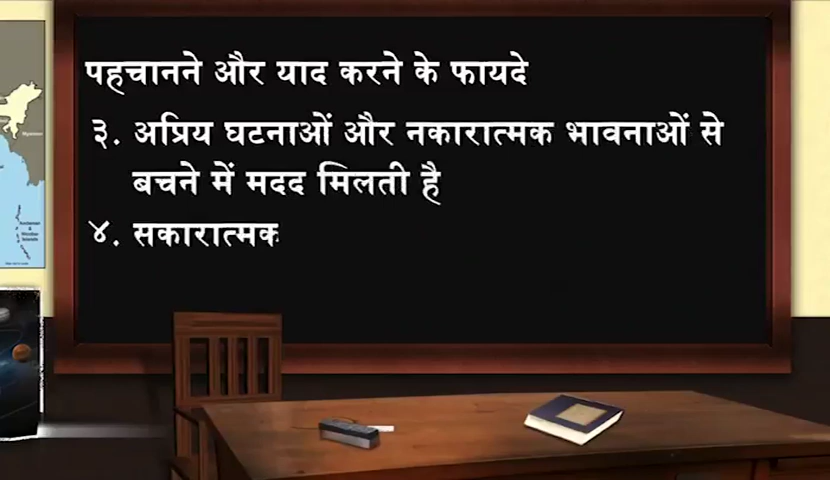 पहचानने और याद करने के फायदे
३. अप्रिय घटनाओं और नकारात्मक भावनाओं से
बचने में मदद मिलती है
४. सकारात्मक